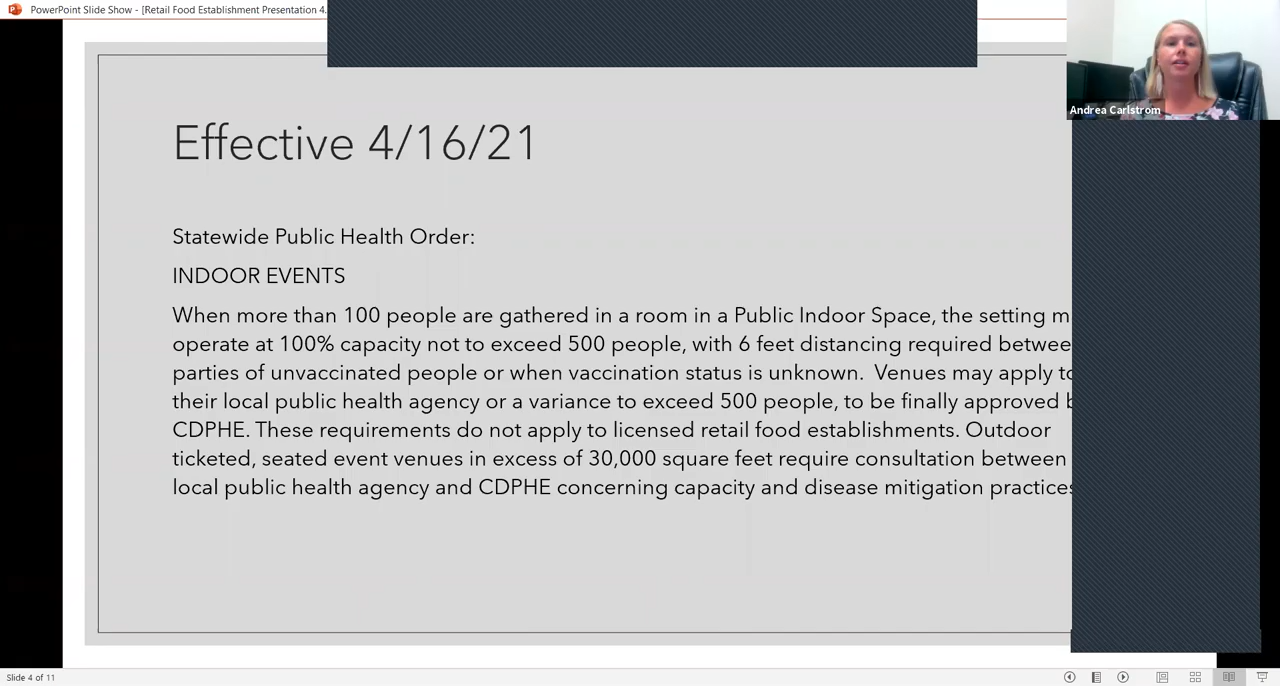 PowerPoint Slide Show - [Retail Food Establishment Presentation 4.
Andrea Carlstrom
Effective 4/16/21
Statewide Public Health Order:
INDOOR EVENTS
When more than 100 people are gathered in a room in a Public Indoor Space, the setting
operate at 100% capacity not to exceed 500 people, with 6 feet distancing required
parties of unvaccinated people or when vaccination status is unknown. Venues may apply
their local public health agency or a variance to exceed 500 people, to be finally approved
CDPHE. These requirements do not apply to licensed retail food establishments. Outdoor
ticketed, seated event venues in excess of 30,000 square feet require consultation between
local public health agency and CDPHE concerning capacity and disease mitigation practices
Slide 4 of 11